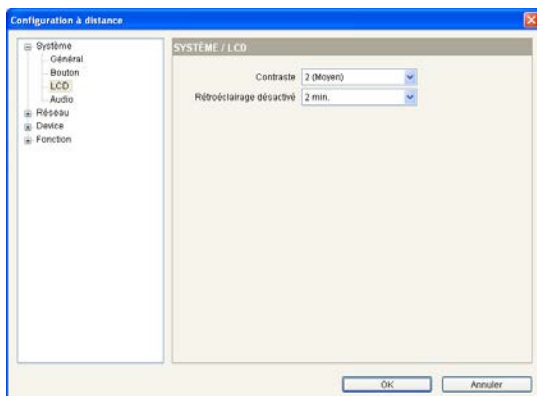 Configuration à distance
Système
Général
Bouton
LCD
Audio
Réseau
Device
Fonction
SYSTÈME / LCD
Contraste 2 (Moyen)
Rétroéclairage désactivé 2 min.
OK Annuler